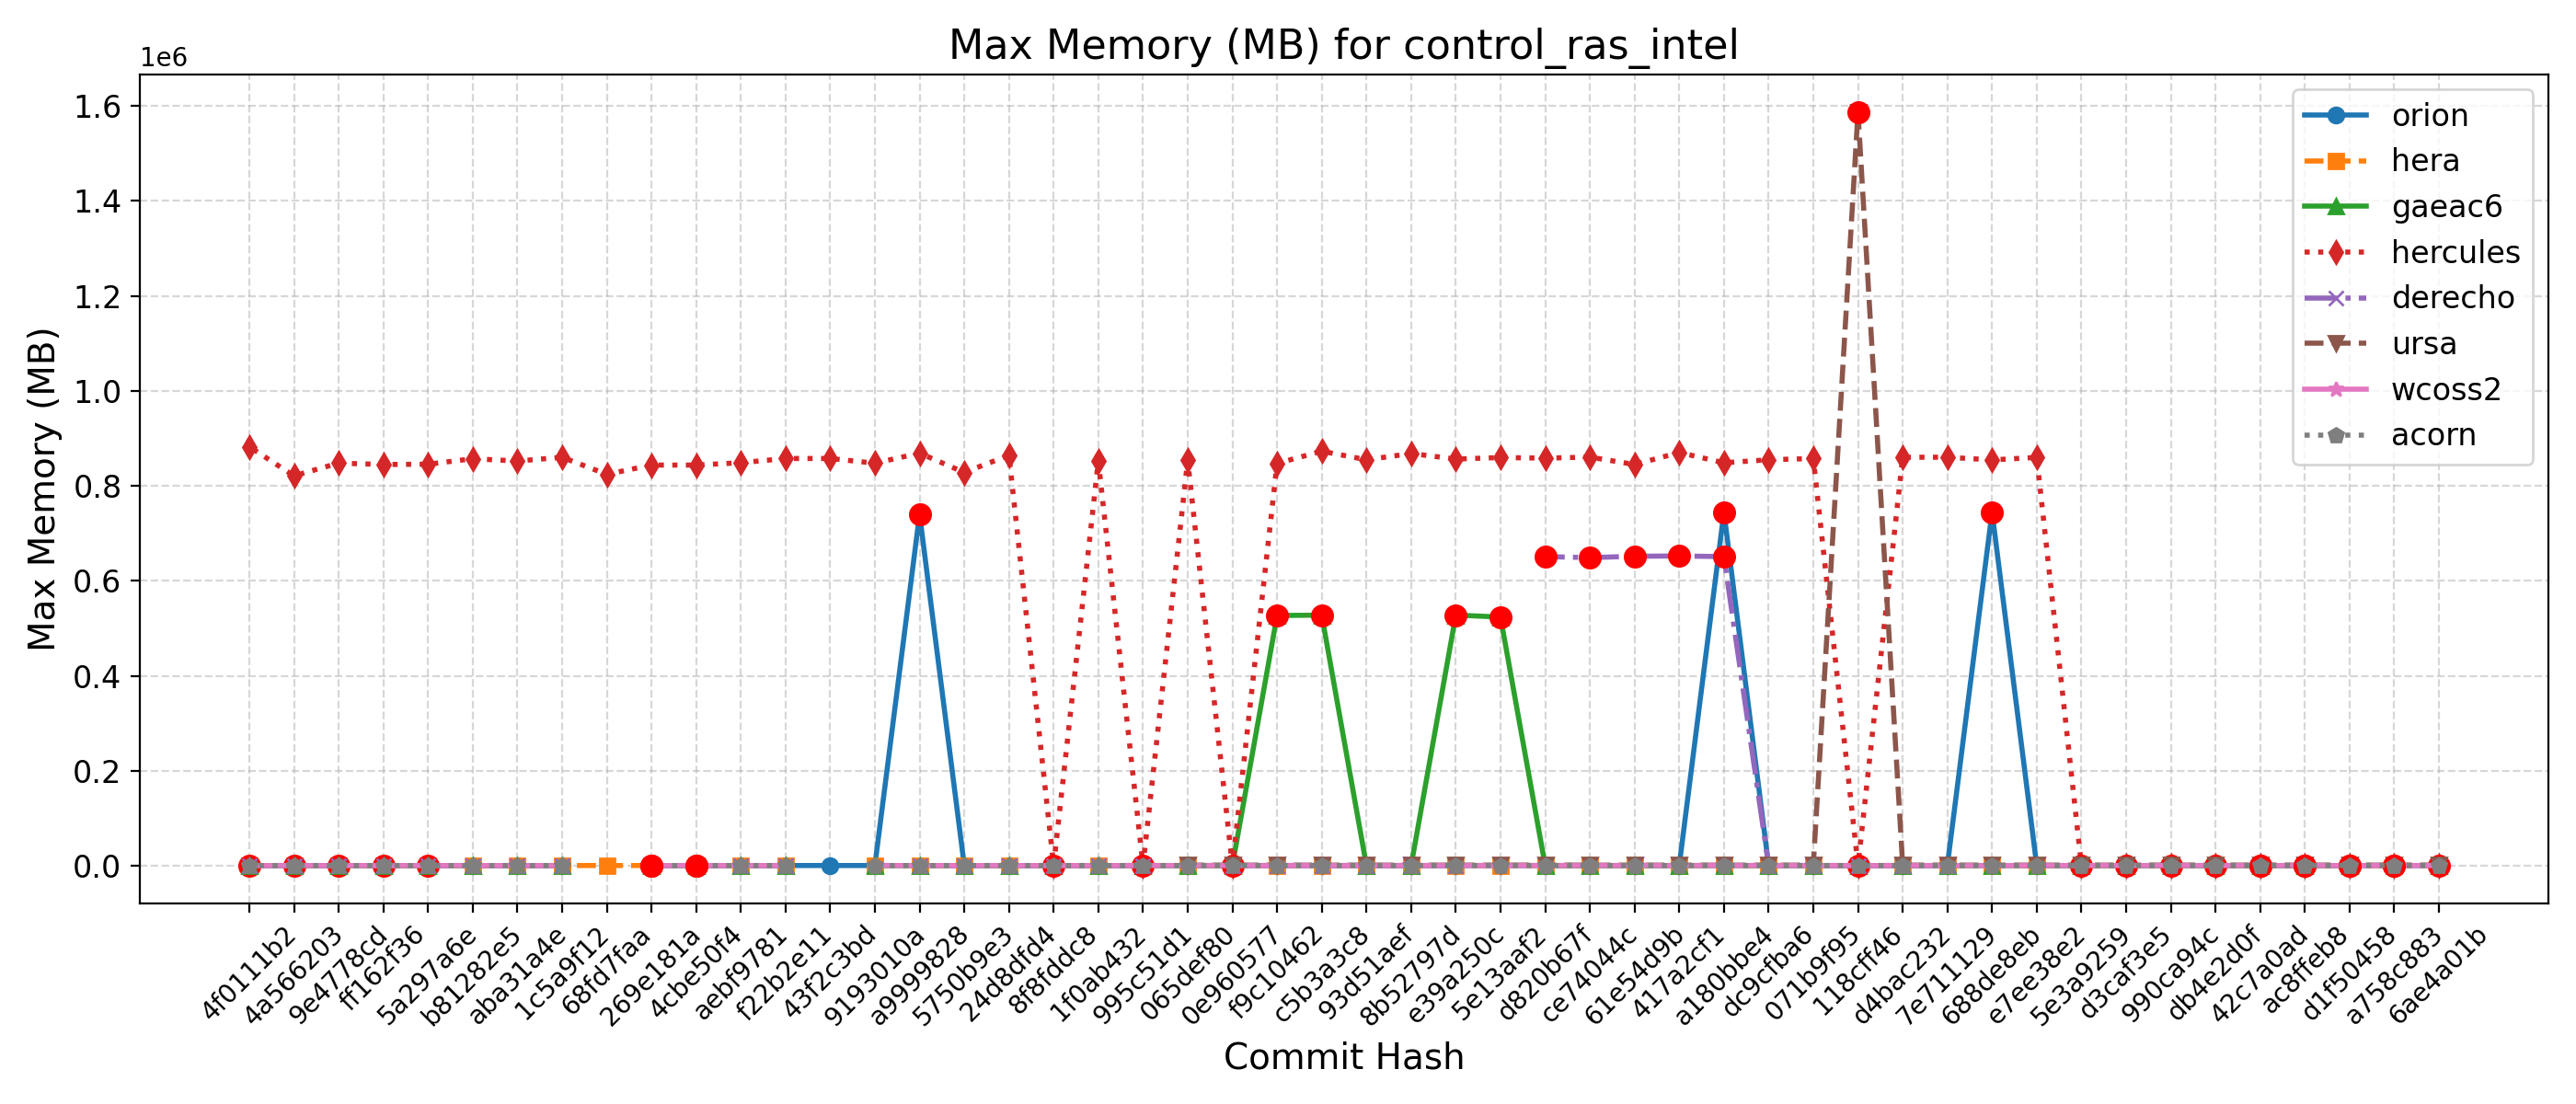 Max Memory (MB) for control_ras_intel
1e6
1.6
1.4
1.2
1.0
0.8
0.6
0.4
0.2
0.0
Max Memory (MB)
orion
hera
gaeac6
hercules
derecho
ursa
wcoss2
acorn
4f0111b2
4a566203
9e4778cd
ff162f36
5a297a6e
b81282e5
aba31a4e
1c5a9f12
68fd7faa
269e181a
4cbe50f4
aebf9781
f22b2e11
43f2c3bd
9193010a
a9999828
5750b9e3
24d8dfd4
8f8fddc8
1f0ab432
995c51d1
065def80
0e960577
f9c10462
c5b3a3c8
93d51aef
8b52797d
e39a250c
5e13aaf2
d820b67f
ce74044c
61e54d9b
417a2cf1
a180bbe4
dc9cfba6
071b9f95
118cff46
d4bac232
7e711129
688de8eb
e7ee38e2
5e3a9259
d3caf3e5
990ca94c
db4e2d0f
42c7a0ad
ac8ffeb8
d1f50458
a758c883
6ae4a01b
Commit Hash